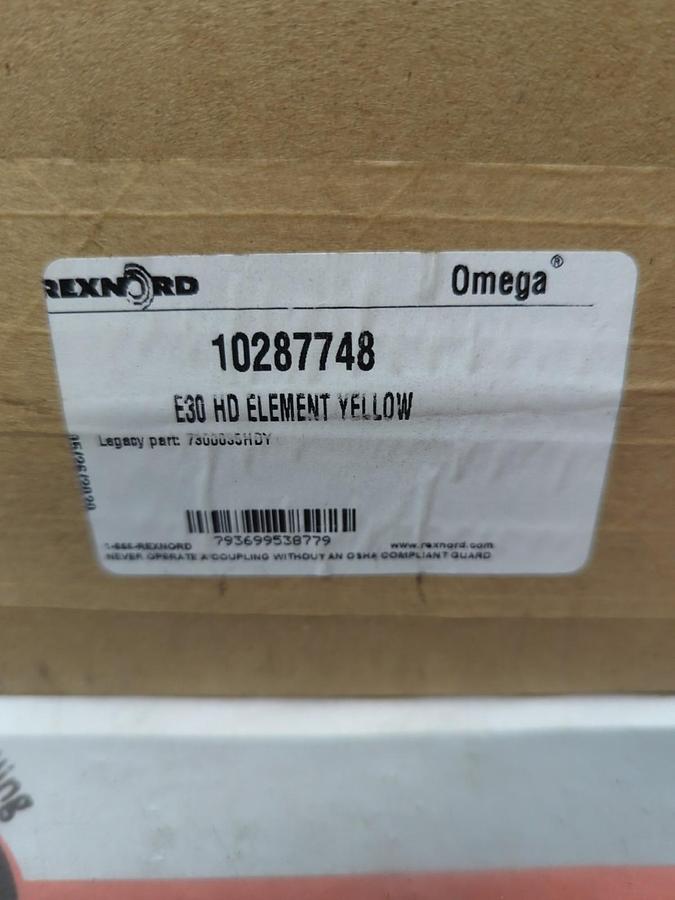 REXNORD
Omega®
10287748
E30 HD ELEMENT YELLOW
Legacy part:
793699538779
1-866-REXNORD
www.rexnord.com
NEVER OPERATE A COUPLING WITHOUT AN OSHA COMPLIANT GUARD